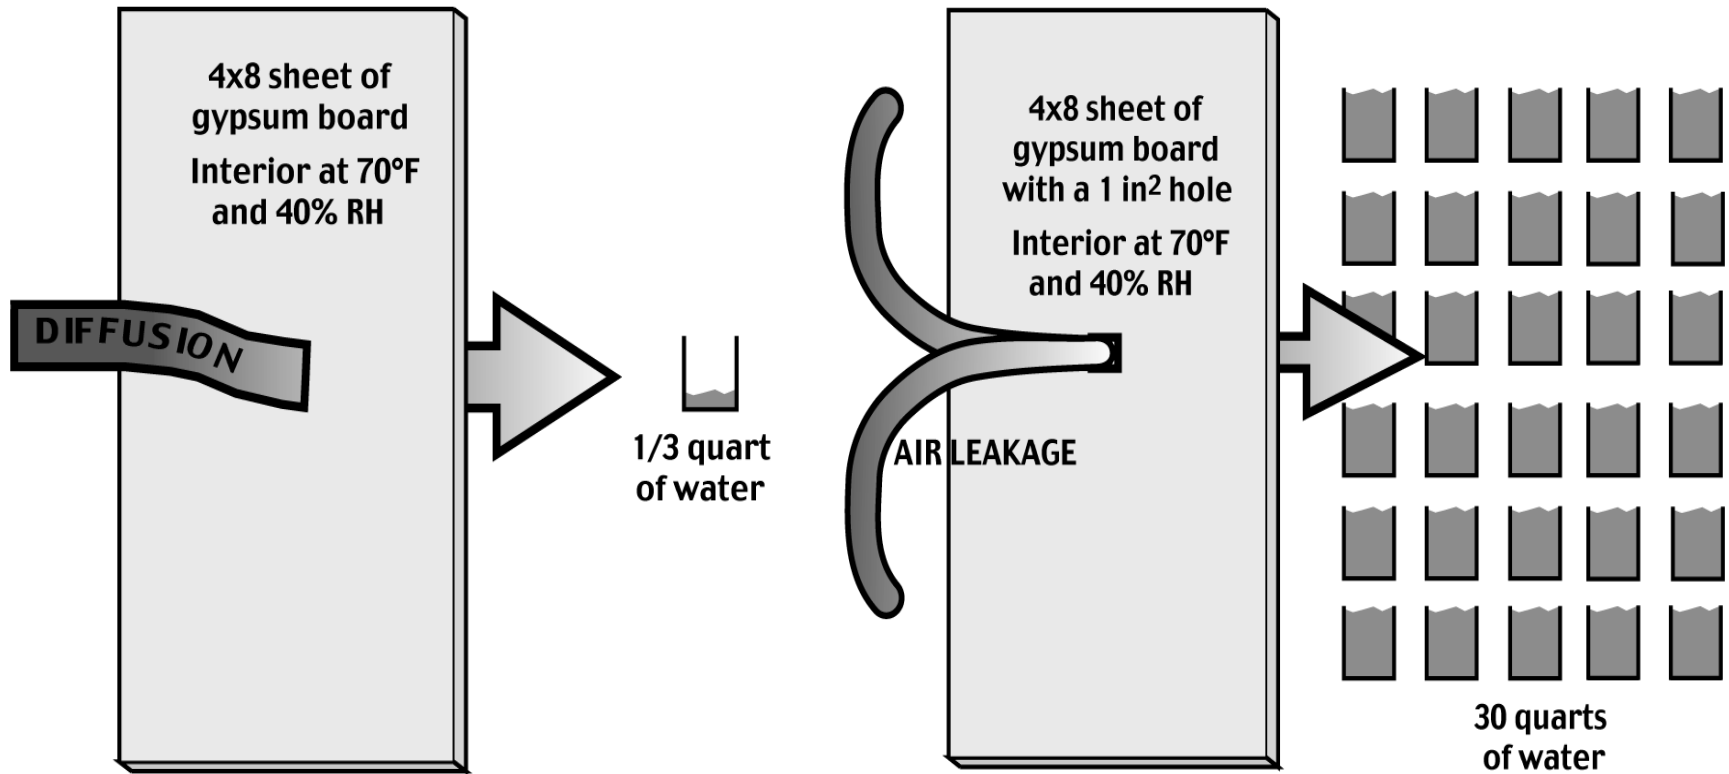 4x8 sheet of
gypsum board
Interior at 70°F
and 40% RH
DIFFUSION
1/3 quart
of water
4x8 sheet of
gypsum board
with a 1 in² hole
Interior at 70°F
and 40% RH
AIR LEAKAGE
30 quarts
of water